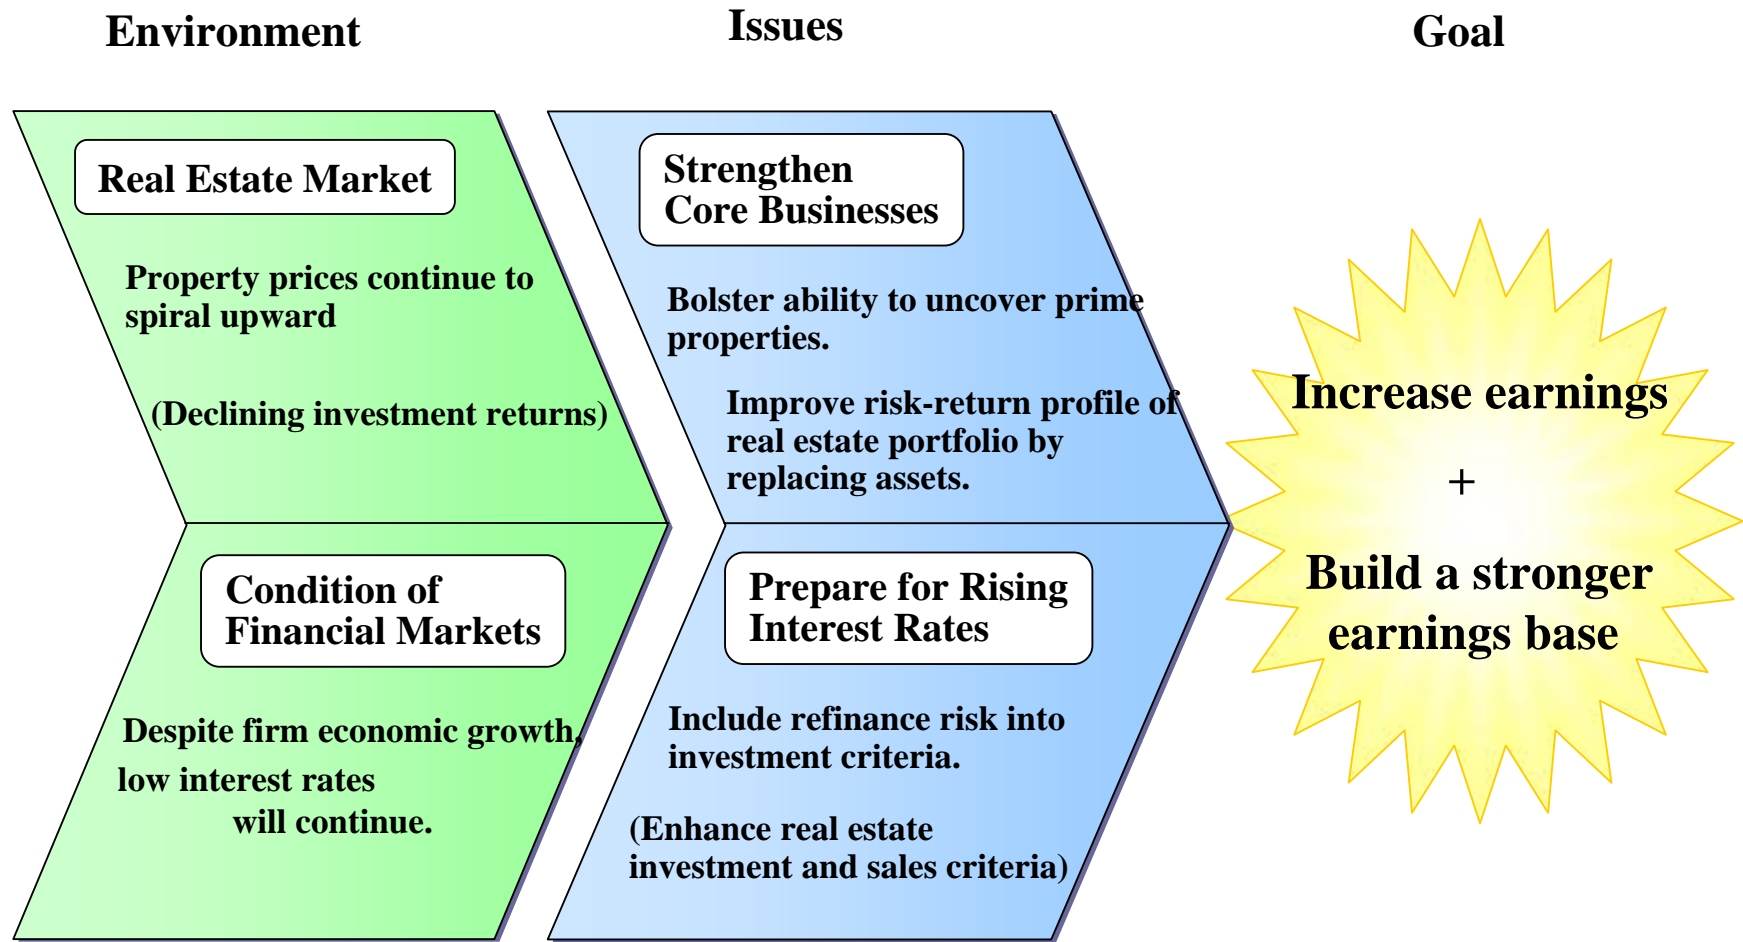 Environment
Issues
Goal
Real Estate Market
Property prices continue to
spiral upward
(Declining investment returns)
Condition of
Financial Markets
Despite firm economic growth,
low interest rates
will continue.
Strengthen
Core Businesses
Bolster ability to uncover prime
properties.
Improve risk-return profile of
real estate portfolio by
replacing assets.
Prepare for Rising
Interest Rates
Include refinance risk into
investment criteria.
(Enhance real estate
investment and sales criteria)
Increase earnings
+
Build a stronger
earnings base